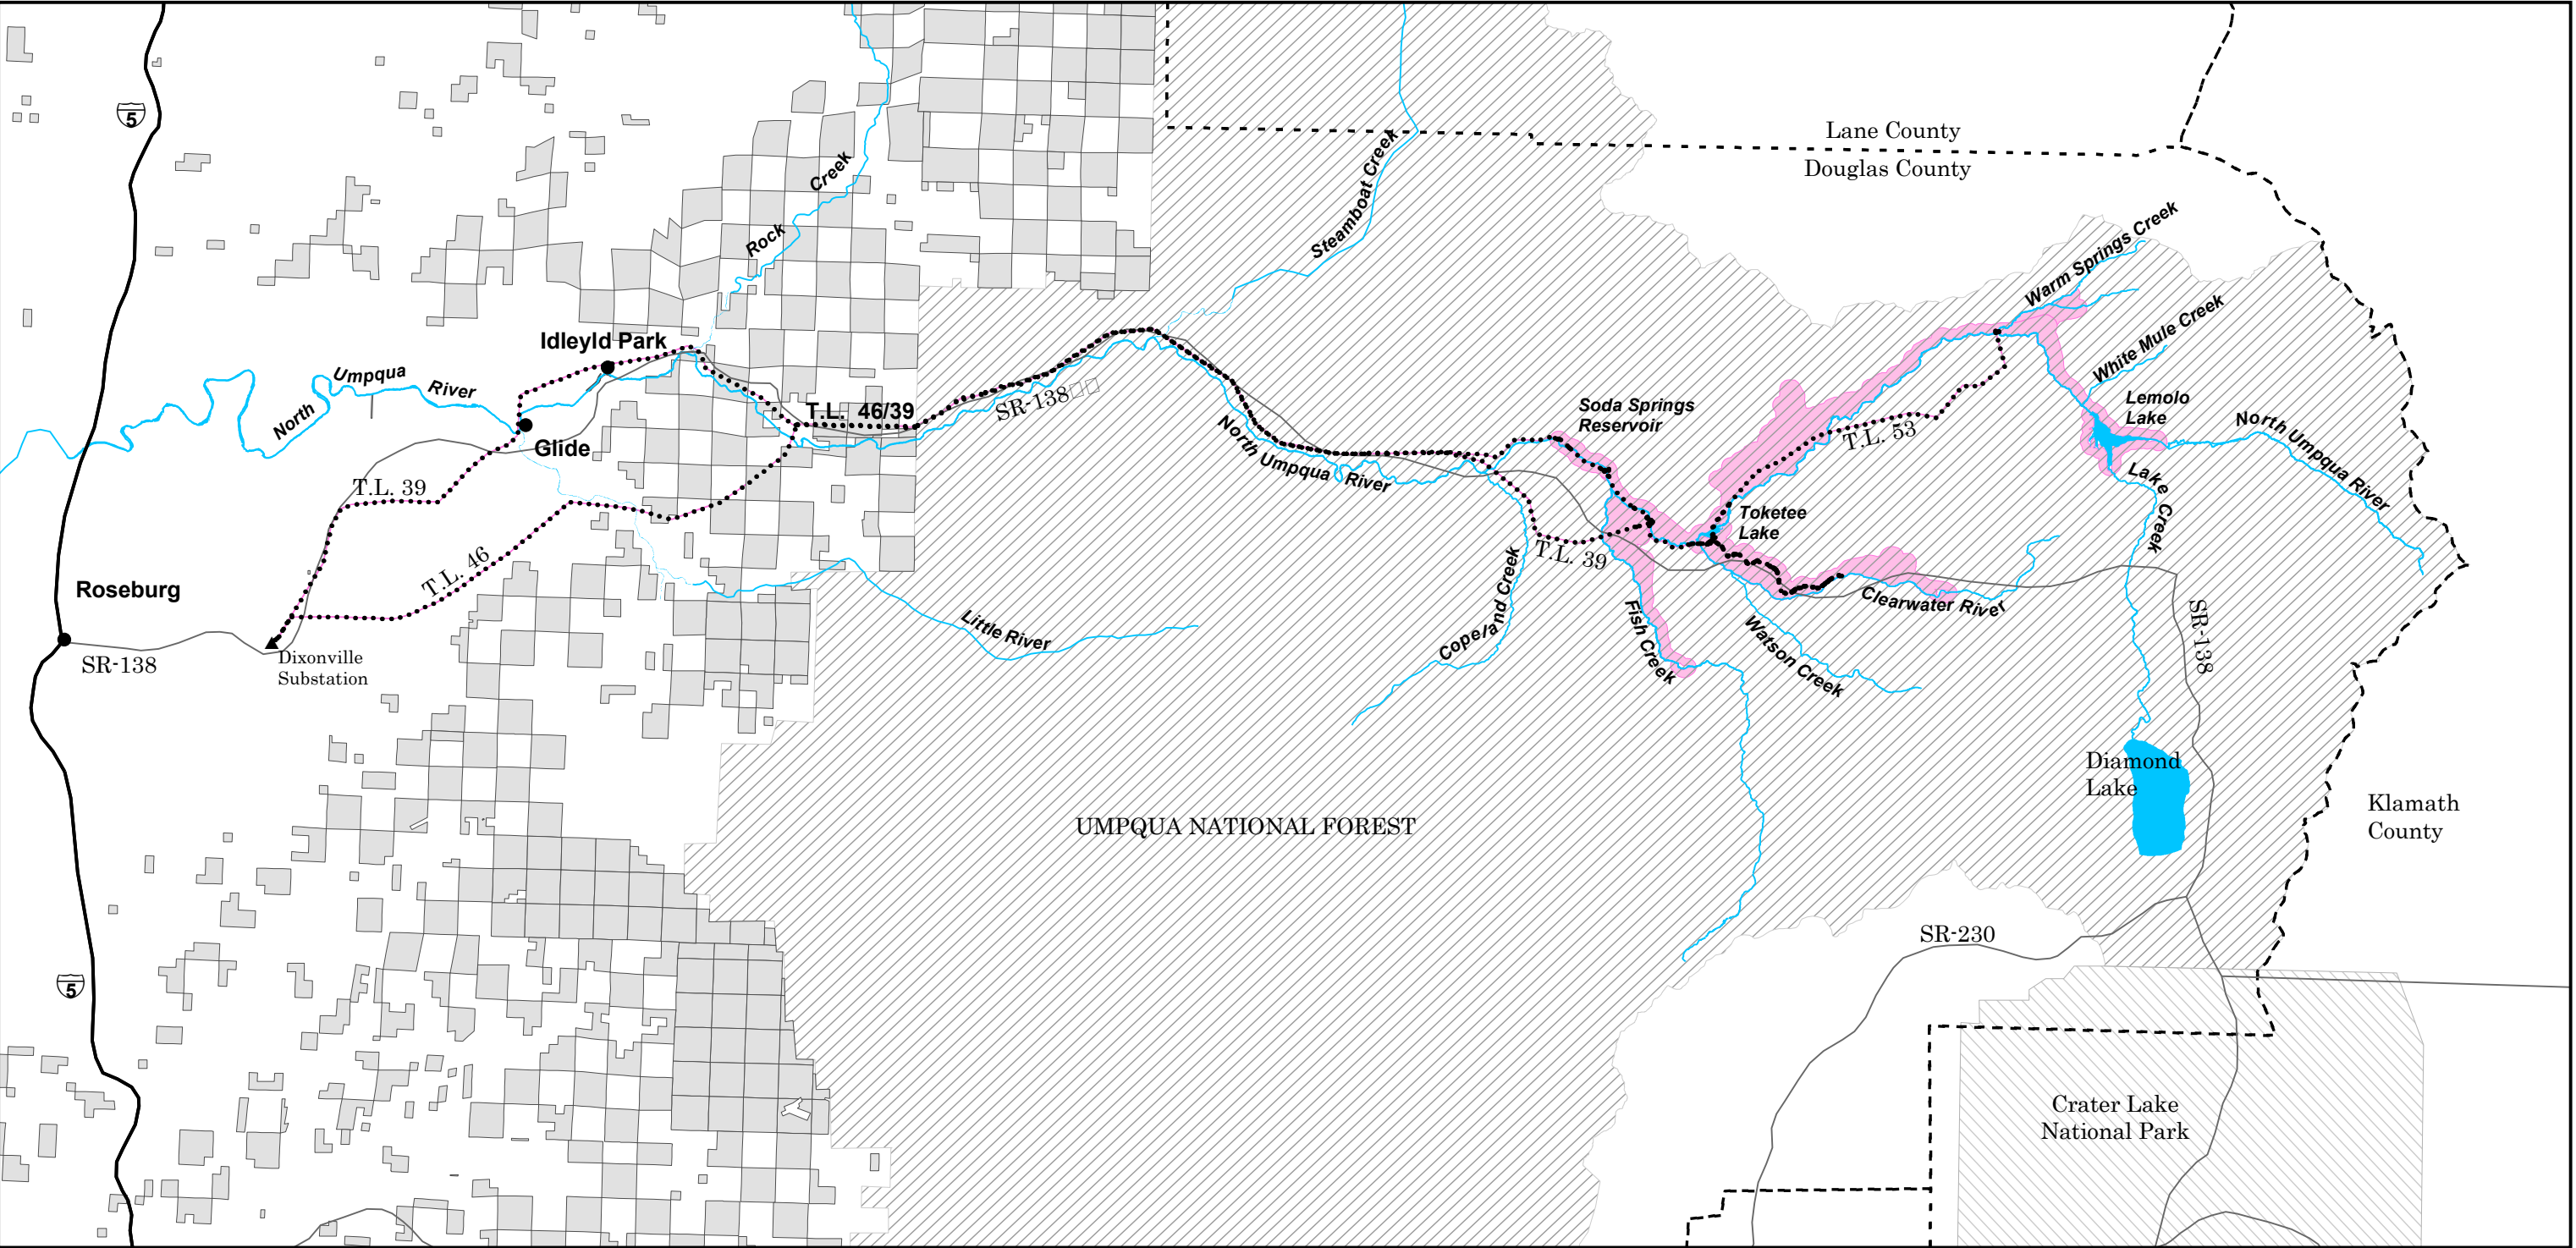 5
Lane County
Douglas County
Rock Creek
Steamboat Creek
Warm Springs Creek
White Mule Creek
Idleyld Park
North Umpqua River
Glide
T.L. 46/39
SR-138
North Umpqua River
Soda Springs
Reservoir
Lemolo
Lake
North Umpqua River
T.L. 53
Lake Creek
T.L. 39
Toketee
Lake
T.L. 39
T.L. 46
Roseburg
SR-138
Dixonville
Substation
Little River
Copeland Creek
Fish Creek
Watson Creek
Clearwater River
SR-138
Diamond
Lake
Klamath
County
UMPQUA NATIONAL FOREST
SR-230
5
Crater Lake
National Park